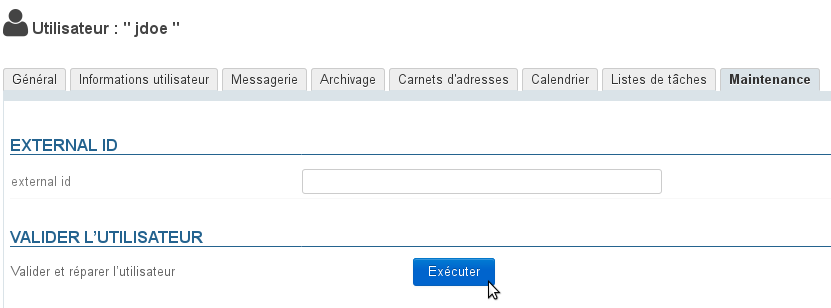 Utilisateur : " jdoe "
Général Informations utilisateur Messagerie Archivage Carnets d'adresses Calendrier Listes de tâches Maintenance
EXTERNAL ID
external id
VALIDER L'UTILISATEUR
Valider et réparer l'utilisateur Exécuter